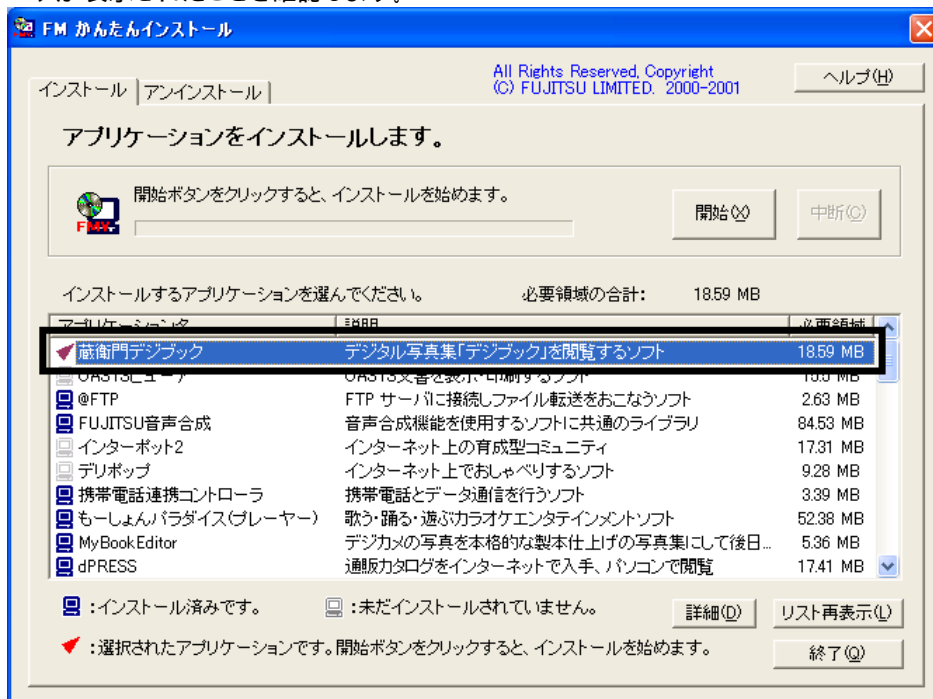 FM かんたんインストール
All Rights Reserved, Copyright
(C) FUJITSU LIMITED. 2000-2001
ヘルプ(H)
インストール アンインストール
アプリケーションをインストールします。
開始ボタンをクリックすると、インストールを始めます。
FMV
開始(X) 中断(C)
インストールするアプリケーションを選んでください。 必要領域の合計: 18.59 MB
アプリケーション名 説明 必要領域
蔵衛門デジブック デジタル写真集「デジブック」を閲覧するソフト 18.59 MB
@FTP FTP サーバに接続しファイル転送をおこなうソフト 2.63 MB
FUJITSU音声合成 音声合成機能を使用するソフトに共通のライブラリ 84.53 MB
インターボット2 インターネット上の育成型コミュニティ 17.31 MB
デリポップ インターネット上でおしゃべりするソフト 9.28 MB
携帯電話連携コントローラ 携帯電話とデータ通信を行うソフト 3.39 MB
もーしょんパラダイス(プレーヤー) 歌う・踊る・遊ぶカラオケエンタテインメントソフト 52.38 MB
MyBookEditor デジカメの写真を本格的な製本仕上げの写真集にして後日... 5.36 MB
dPRESS 通販カタログをインターネットで入手、パソコンで閲覧 17.41 MB
:インストール済みです。 :未だインストールされていません。 詳細(D) リスト再表示(L)
:選択されたアプリケーションです。開始ボタンをクリックすると、インストールを始めます。 終了(Q)